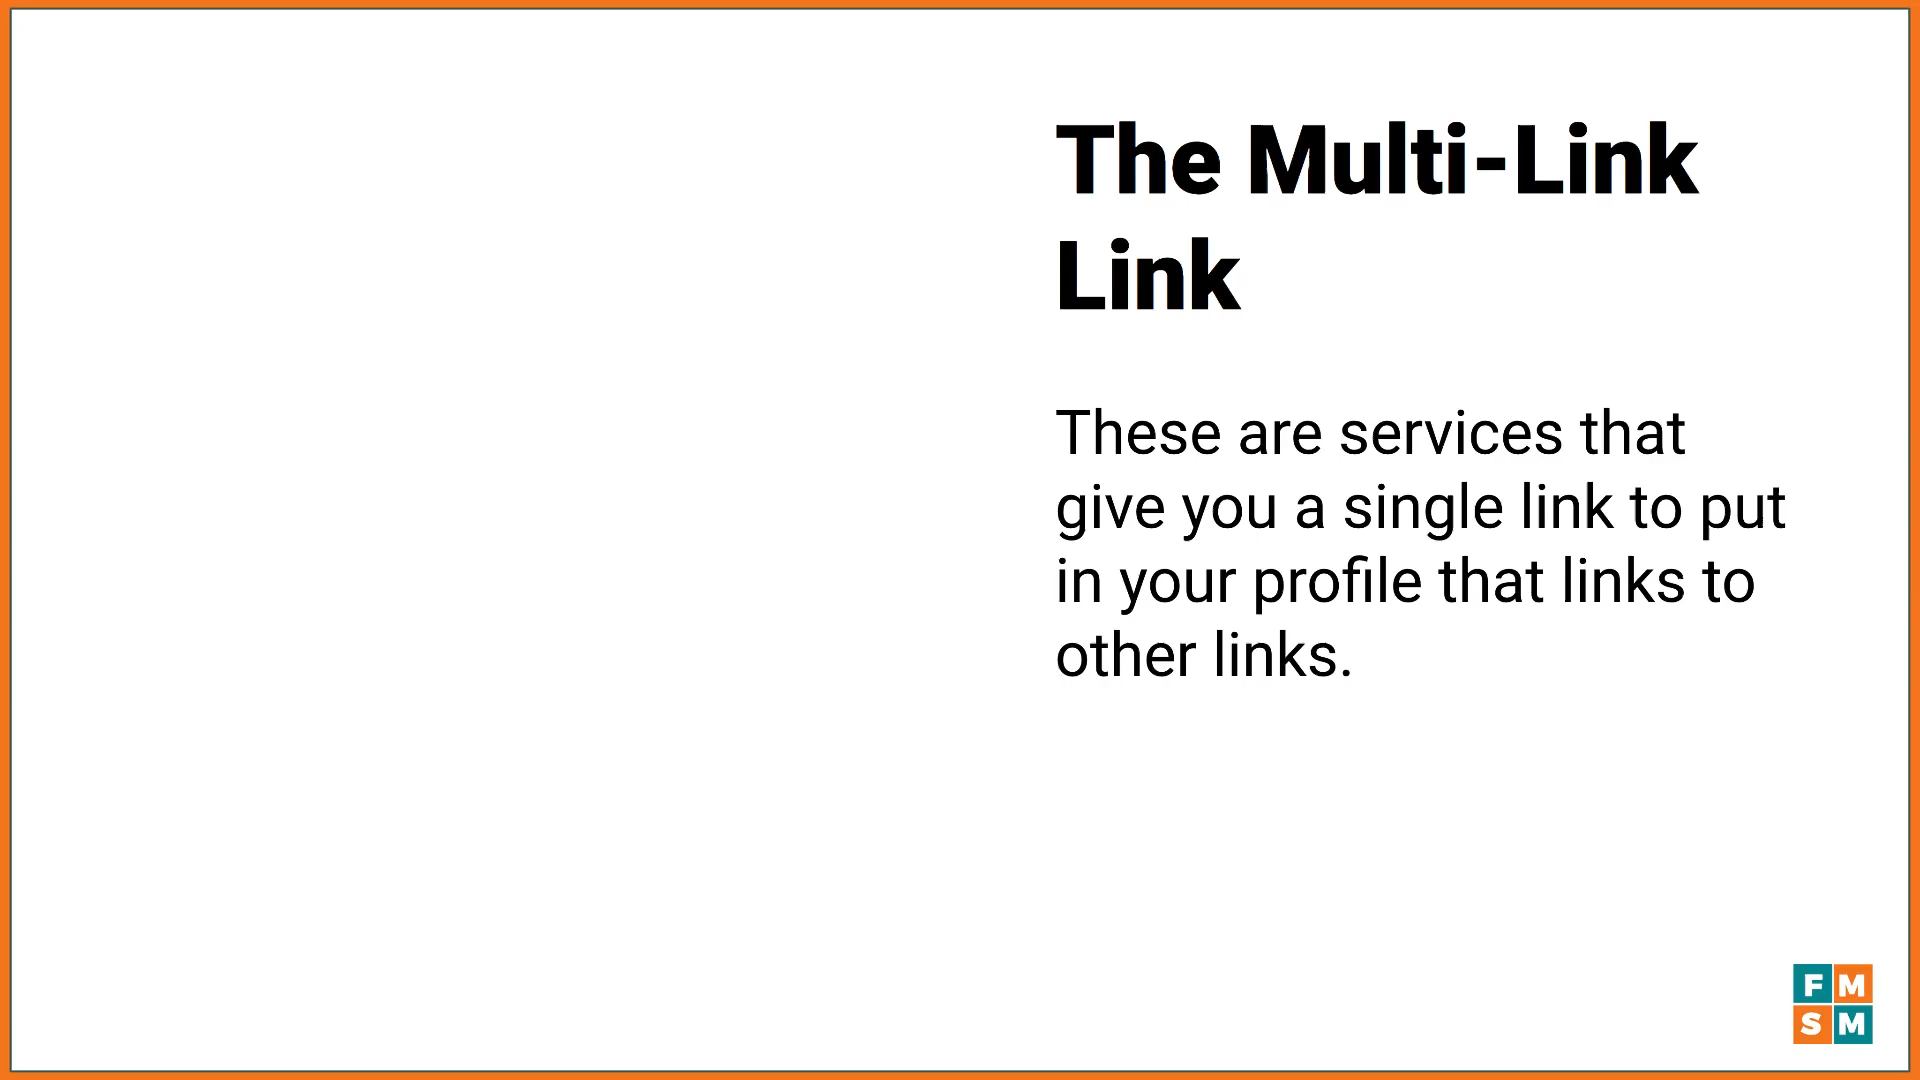 The Multi-Link
Link
These are services that
give you a single link to put
in your profile that links to
other links.
F M
S M